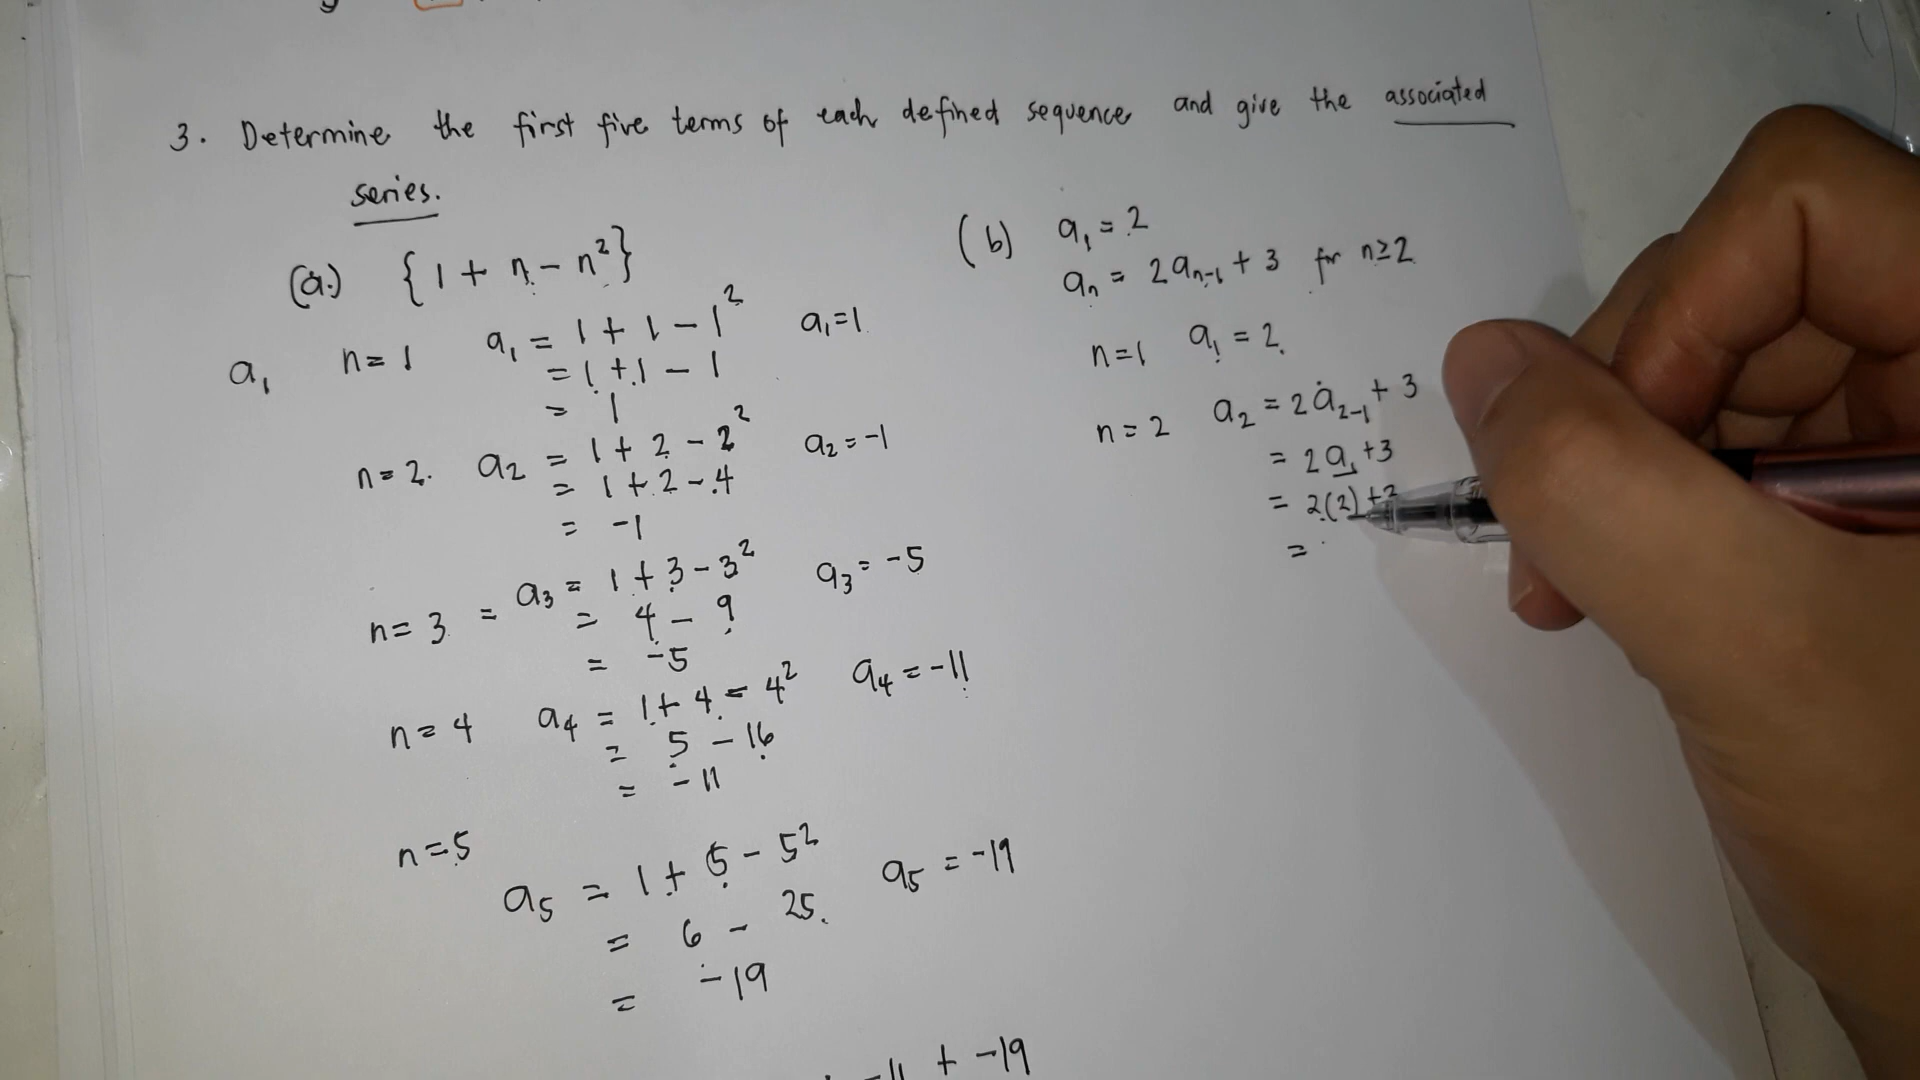 3. Determine the first five terms of each defined sequence and give the associated
series.
(a.) {1 + n - n²}
a₁ n = 1 a₁ = 1 + 1 - 1² a₁ = 1
= 1 + 1 - 1
= 1
n = 2. a₂ = 1 + 2 - 2² a₂ = -1
= 1 + 2 - 4
= -1
n = 3 = a₃ = 1 + 3 - 3² a₃ = -5
= 4 - 9
= -5
n = 4 a₄ = 1 + 4 - 4² a₄ = -11
= 5 - 16
= -11
n = 5
a₅ = 1 + 5 - 5² a₅ = -19
= 6 - 25.
= -19
-11 + -19
(b) a₁ = 2
aₙ = 2aₙ₋₁ + 3 for n ≥ 2
n = 1 a₁ = 2.
n = 2 a₂ = 2a₂₋₁ + 3
= 2a₁ + 3
= 2(2) + 3
=